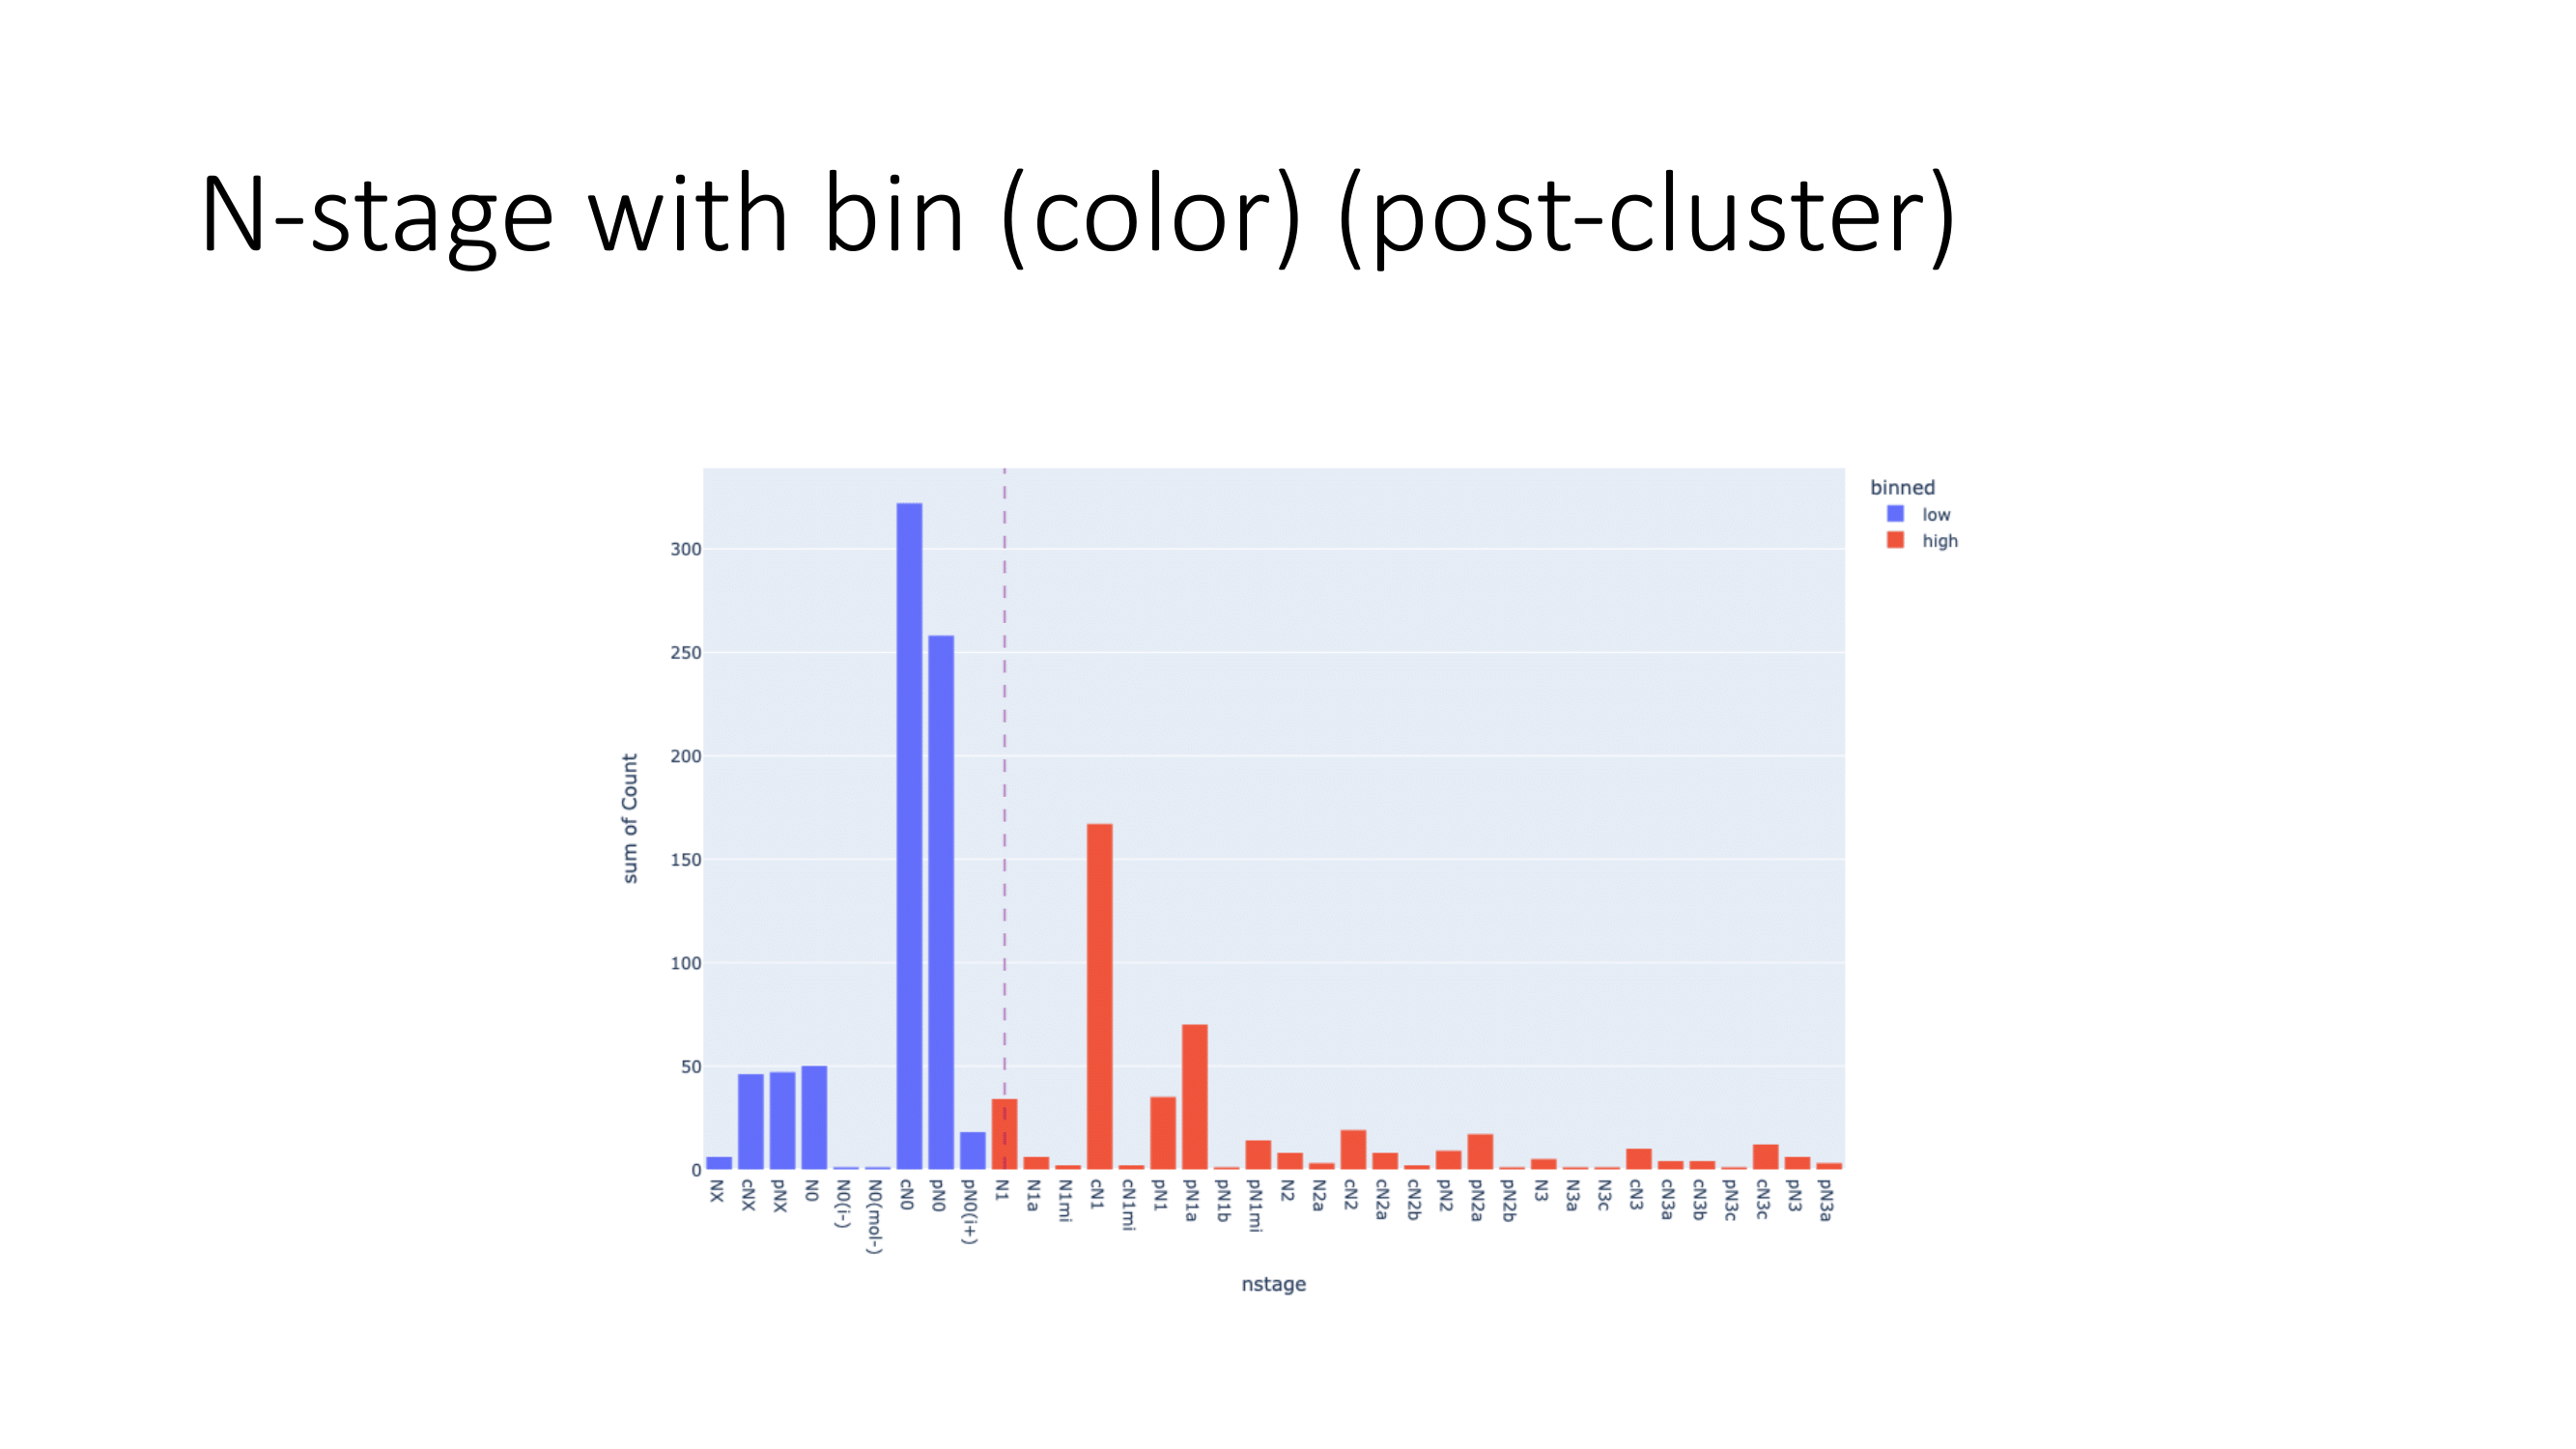 N-stage with bin (color) (post-cluster)
binned
low
high
300
250
200
150
100
50
0
sum of Count
NX
cNX
pNX
N0
N0(i-)
N0(mol-)
cN0
pN0
pN0(i+)
N1
N1a
N1mi
cN1
cN1mi
pN1
pN1a
pN1b
pN1mi
N2
N2a
cN2
cN2a
cN2b
pN2
pN2a
pN2b
N3
N3a
N3c
cN3
cN3a
cN3b
pN3c
cN3c
pN3
pN3a
nstage